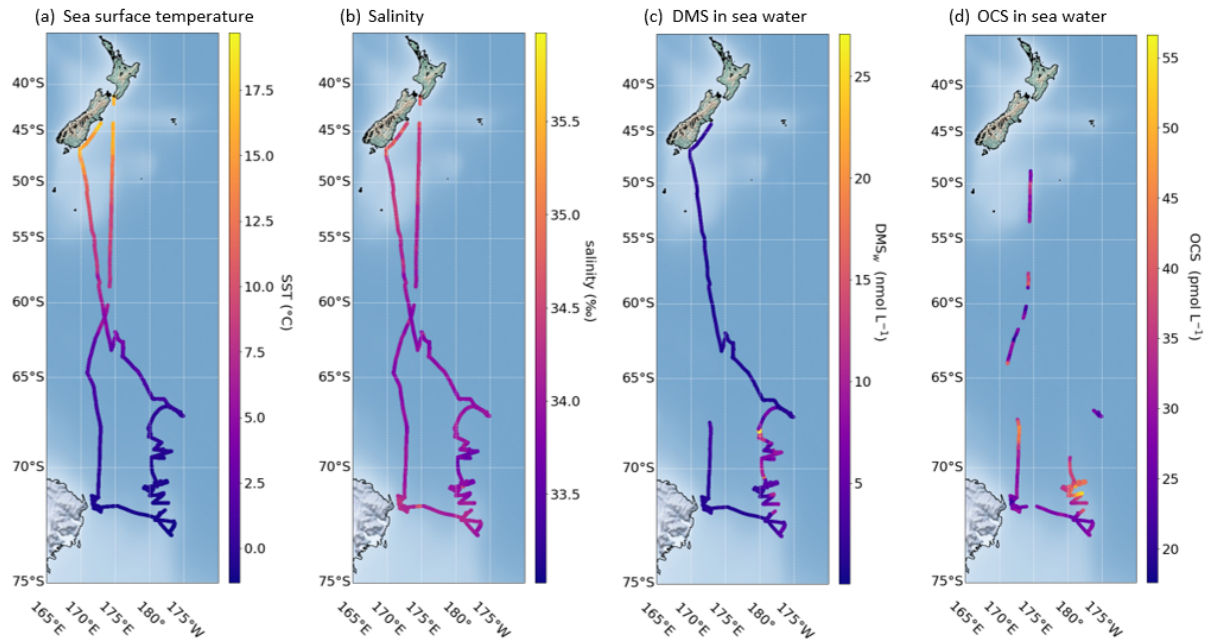 (a) Sea surface temperature
(b) Salinity
(c) DMS in sea water
(d) OCS in sea water
40°S
45°S
50°S
55°S
60°S
65°S
70°S
75°S
165°E
170°E
175°E
180°
175°W
17.5
15.0
12.5
10.0
7.5
5.0
2.5
0.0
SST (°C)
40°S
45°S
50°S
55°S
60°S
65°S
70°S
75°S
165°E
170°E
175°E
180°
175°W
35.5
35.0
34.5
34.0
33.5
salinity (‰)
40°S
45°S
50°S
55°S
60°S
65°S
70°S
75°S
165°E
170°E
175°E
180°
175°W
25
20
15
10
5
DMSw (nmol L⁻¹)
40°S
45°S
50°S
55°S
60°S
65°S
70°S
75°S
165°E
170°E
175°E
180°
175°W
55
50
45
40
35
30
25
20
OCS (pmol L⁻¹)